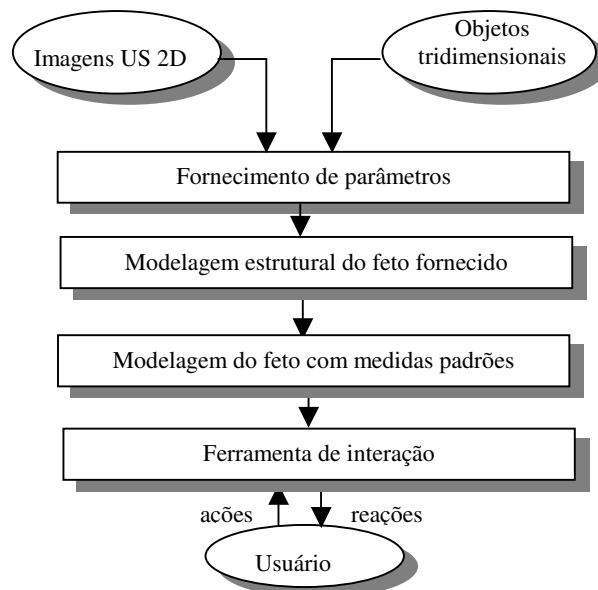 Imagens US 2D
Objetos
tridimensionais
Fornecimento de parâmetros
Modelagem estrutural do feto fornecido
Modelagem do feto com medidas padrões
Ferramenta de interação
acões
reações
Usuário